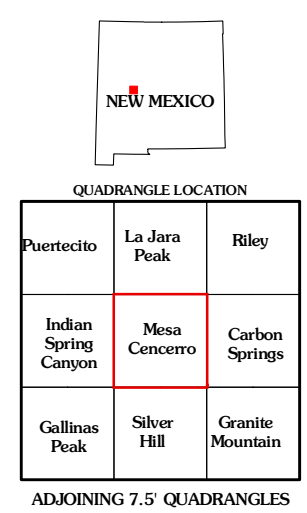 NEW MEXICO
QUADRANGLE LOCATION
Puertecito
La Jara
Peak
Riley
Indian
Spring
Canyon
Mesa
Cencerro
Carbon
Springs
Gallinas
Peak
Silver
Hill
Granite
Mountain
ADJOINING 7.5' QUADRANGLES